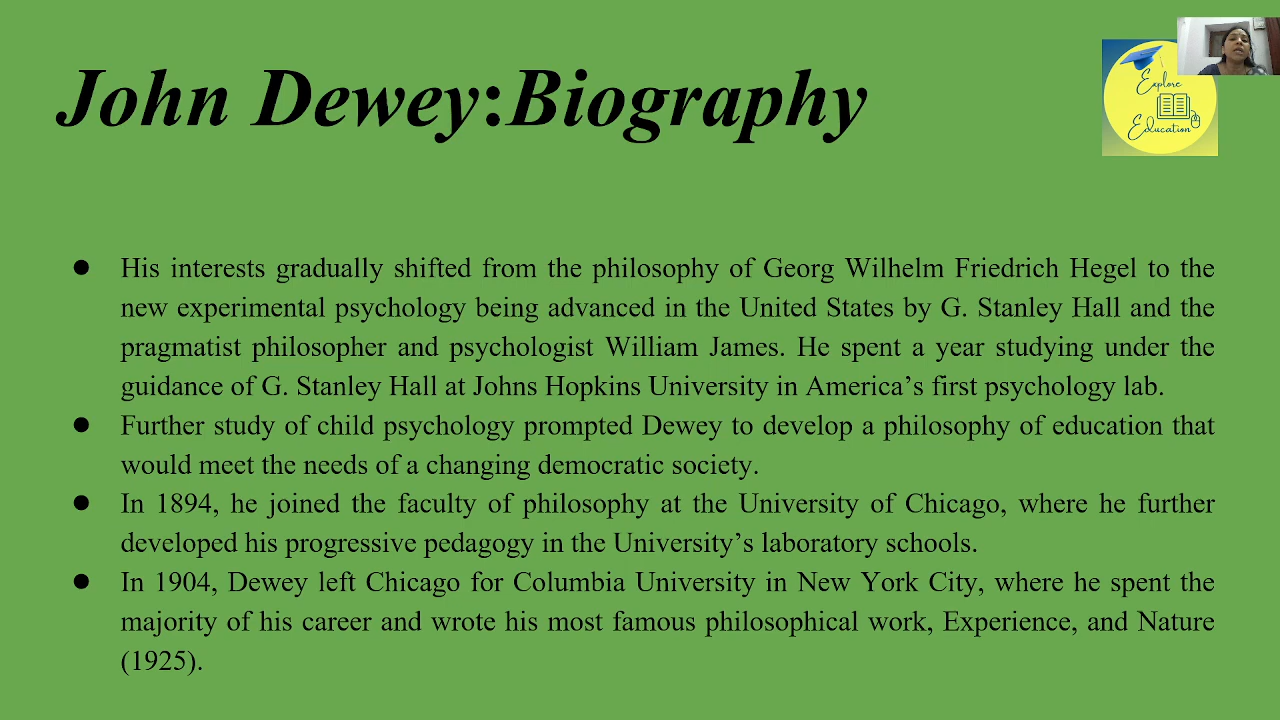 John Dewey:Biography
Explore
Education
● His interests gradually shifted from the philosophy of Georg Wilhelm Friedrich Hegel to the
new experimental psychology being advanced in the United States by G. Stanley Hall and the
pragmatist philosopher and psychologist William James. He spent a year studying under the
guidance of G. Stanley Hall at Johns Hopkins University in America’s first psychology lab.
● Further study of child psychology prompted Dewey to develop a philosophy of education that
would meet the needs of a changing democratic society.
● In 1894, he joined the faculty of philosophy at the University of Chicago, where he further
developed his progressive pedagogy in the University’s laboratory schools.
● In 1904, Dewey left Chicago for Columbia University in New York City, where he spent the
majority of his career and wrote his most famous philosophical work, Experience, and Nature
(1925).